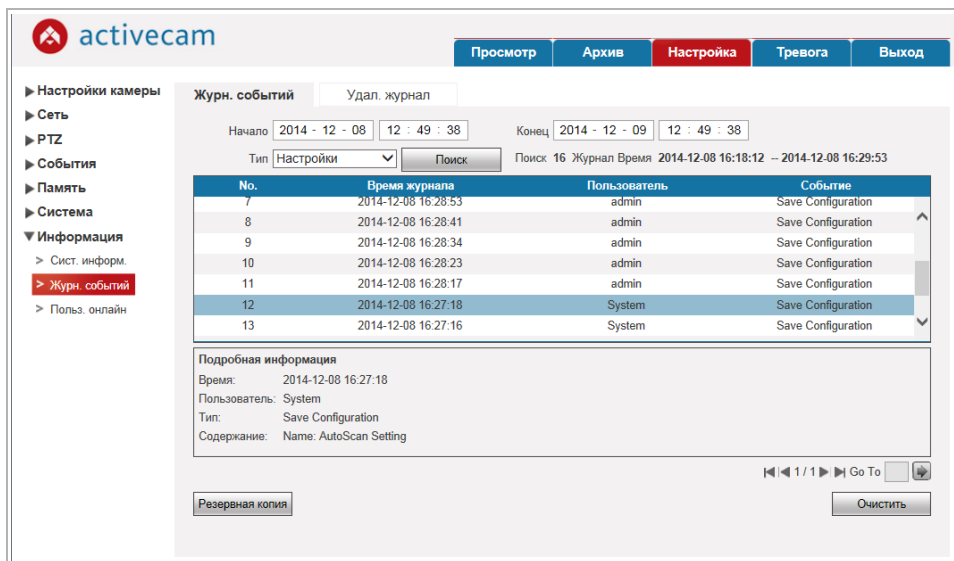 activecam
Просмотр Архив Настройка Тревога Выход
Настройки камеры
Сеть
PTZ
События
Память
Система
Информация
> Сист. информ.
> Журн. событий
> Польз. онлайн
Журн. событий Удал. журнал
Начало 2014 - 12 - 08 12 : 49 : 38 Конец 2014 - 12 - 09 12 : 49 : 38
Тип Настройки Поиск Поиск 16 Журнал Время 2014-12-08 16:18:12 -- 2014-12-08 16:29:53
No. Время журнала Пользователь Событие
7 2014-12-08 16:28:53 admin Save Configuration
8 2014-12-08 16:28:41 admin Save Configuration
9 2014-12-08 16:28:34 admin Save Configuration
10 2014-12-08 16:28:23 admin Save Configuration
11 2014-12-08 16:28:17 admin Save Configuration
12 2014-12-08 16:27:18 System Save Configuration
13 2014-12-08 16:27:16 System Save Configuration
Подробная информация
Время: 2014-12-08 16:27:18
Пользователь: System
Тип: Save Configuration
Содержание: Name: AutoScan Setting
1 / 1 Go To
Резервная копия Очистить